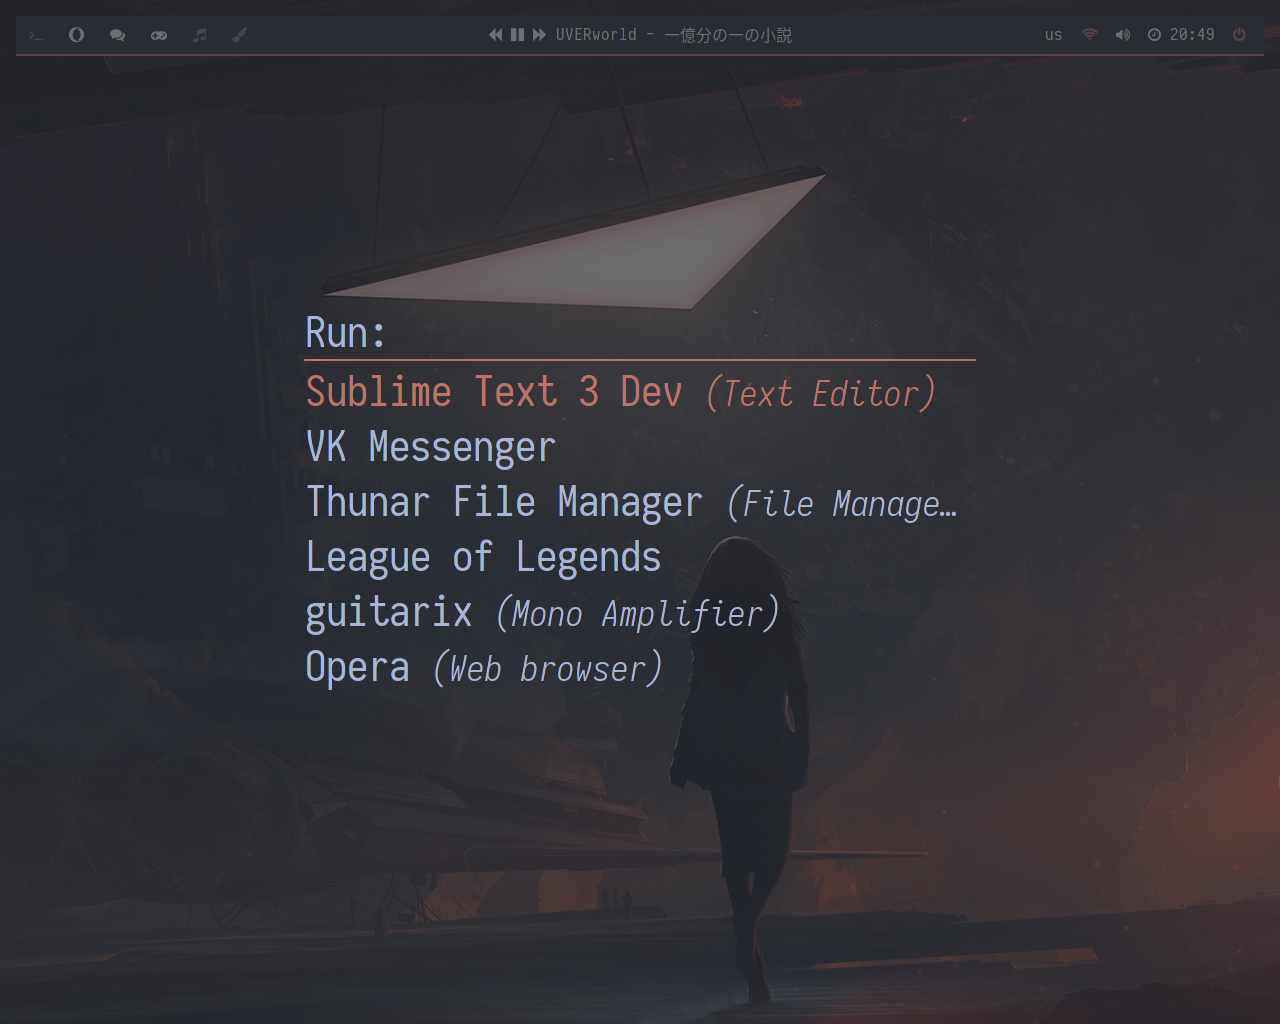 >_ UVERworld - 一億分の一の小説 us 20:49
Run:
Sublime Text 3 Dev (Text Editor)
VK Messenger
Thunar File Manager (File Manage…
League of Legends
guitarix (Mono Amplifier)
Opera (Web browser)